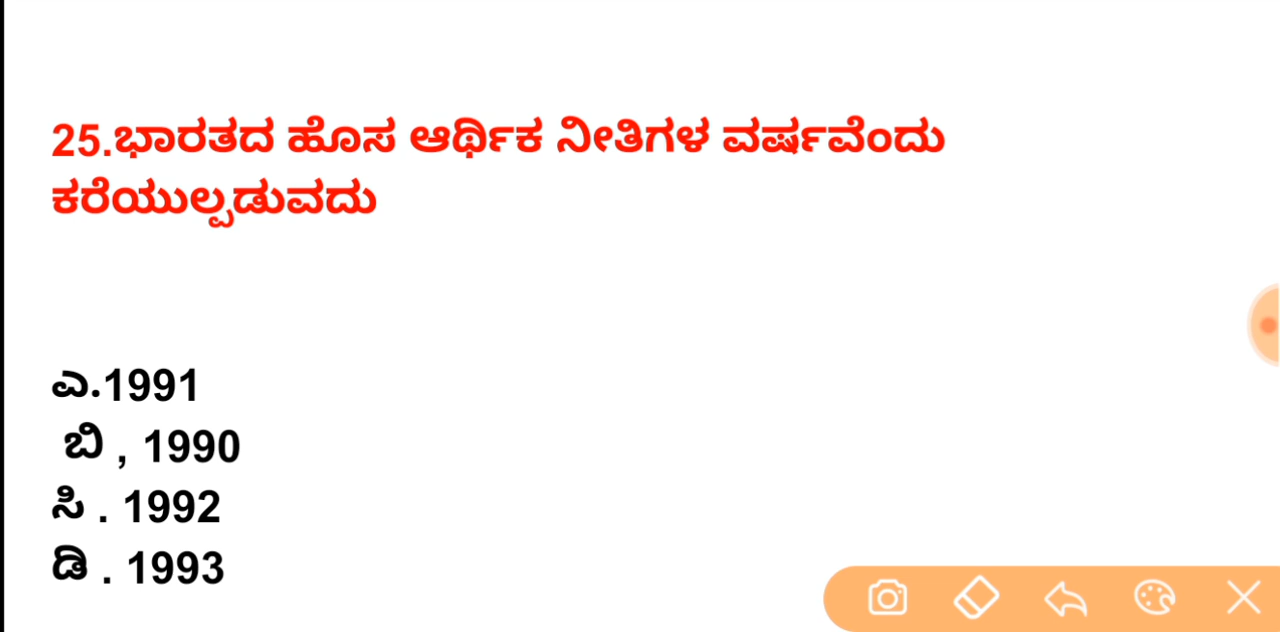 25.ಭಾರತದ ಹೊಸ ಆರ್ಥಿಕ ನೀತಿಗಳ ವರ್ಷವೆಂದು
ಕರೆಯುಲ್ಪಡುವದು
ಎ.1991
ಬಿ , 1990
ಸಿ . 1992
ಡಿ . 1993